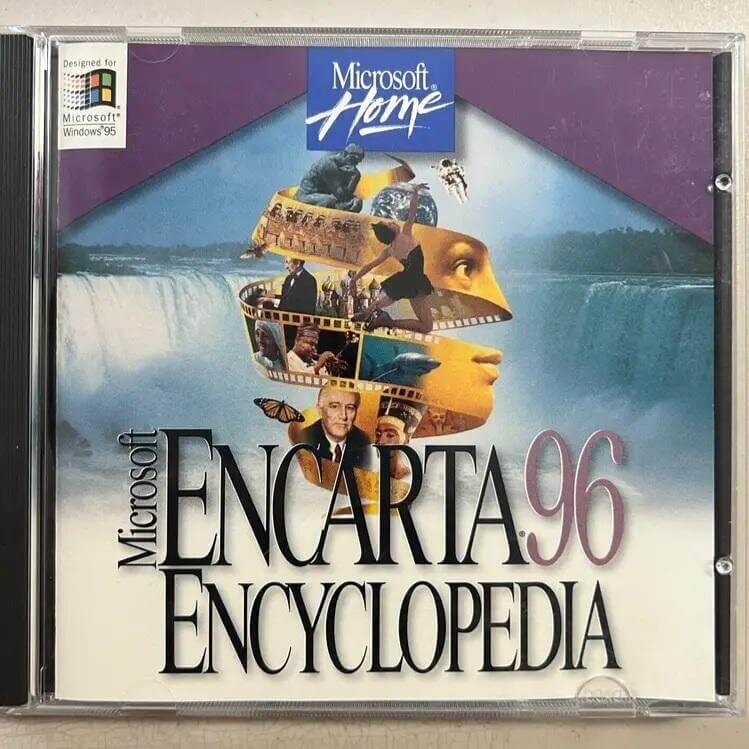 Designed for
Microsoft®
Windows®95
Microsoft®
Home
Microsoft
ENCARTA®96
ENCYCLOPEDIA